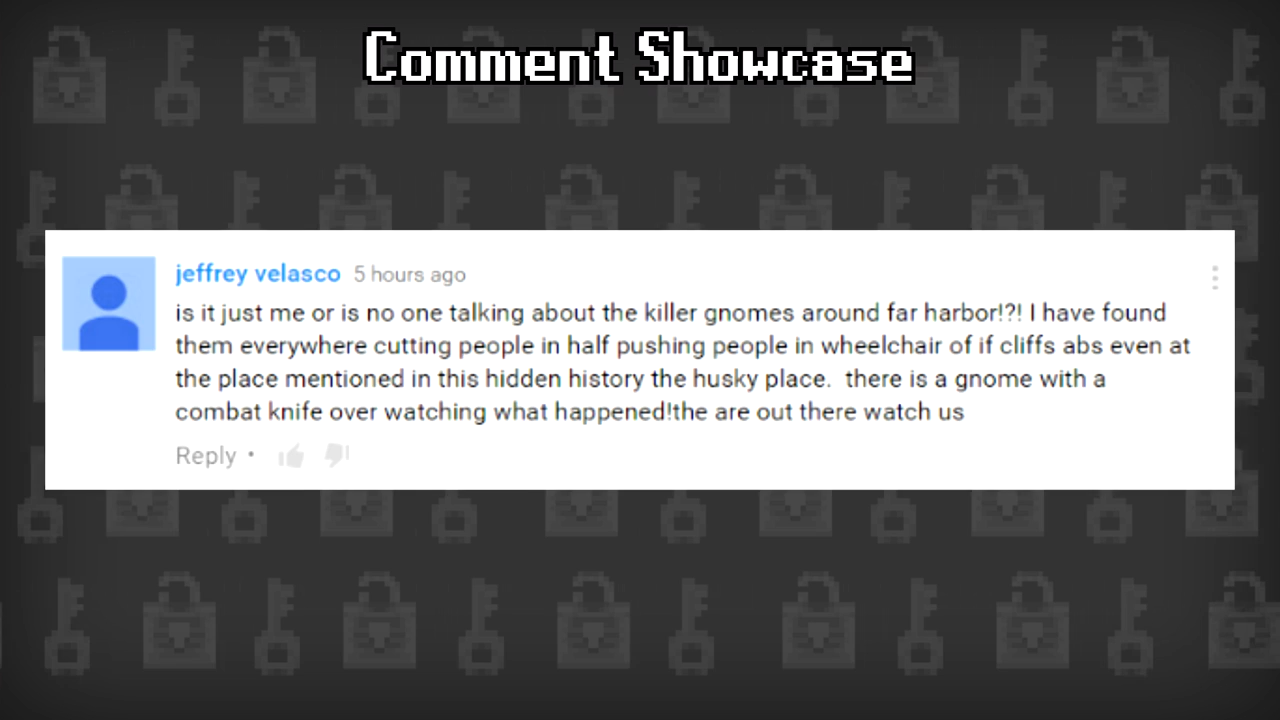 Comment Showcase
jeffrey velasco 5 hours ago
is it just me or is no one talking about the killer gnomes around far harbor!?! I have found
them everywhere cutting people in half pushing people in wheelchair of if cliffs abs even at
the place mentioned in this hidden history the husky place.  there is a gnome with a
combat knife over watching what happened!the are out there watch us
Reply •